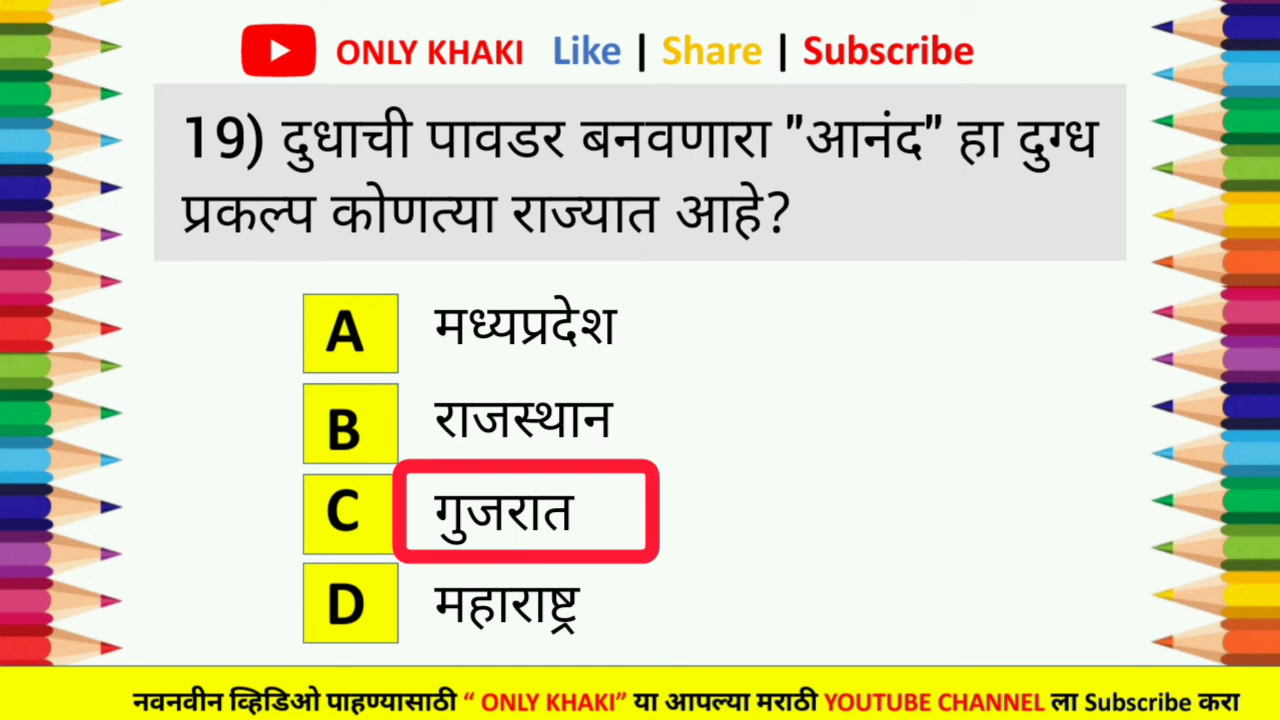 ONLY KHAKI Like | Share | Subscribe
19) दुधाची पावडर बनवणारा "आनंद" हा दुग्ध
प्रकल्प कोणत्या राज्यात आहे?
A मध्यप्रदेश
B राजस्थान
C गुजरात
D महाराष्ट्र
नवनवीन व्हिडिओ पाहण्यासाठी “ ONLY KHAKI” या आपल्या मराठी YOUTUBE CHANNEL ला Subscribe करा